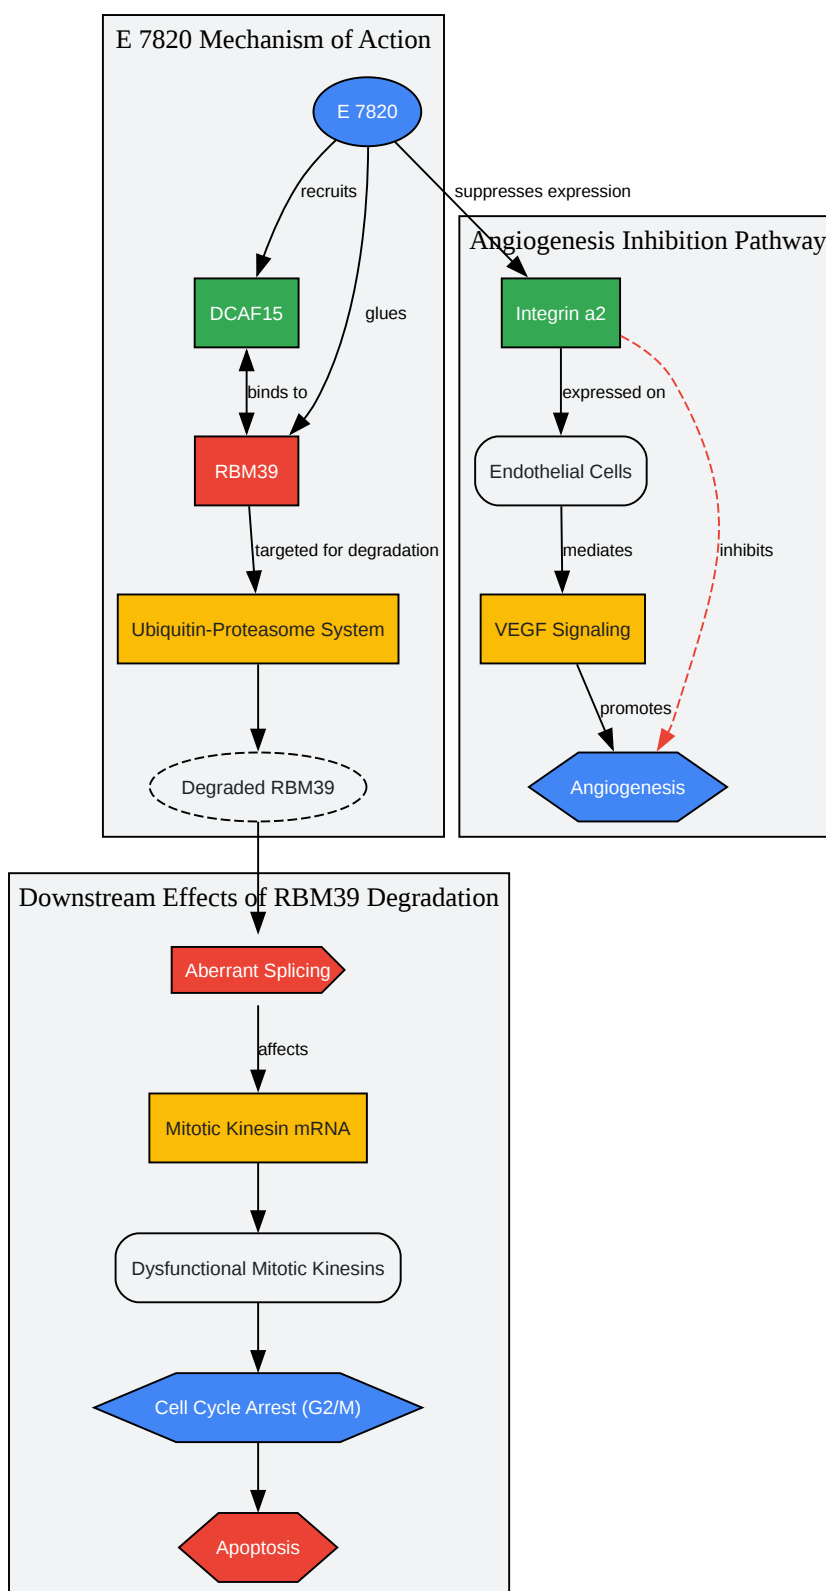 E 7820 Mechanism of Action
E 7820
recruits
suppresses expression
Angiogenesis Inhibition Pathway
DCAF15
glues
Integrin a2
binds to
expressed on
RBM39
Endothelial Cells
targeted for degradation
mediates
inhibits
Ubiquitin-Proteasome System
VEGF Signaling
promotes
Degraded RBM39
Angiogenesis
Downstream Effects of RBM39 Degradation
Aberrant Splicing
affects
Mitotic Kinesin mRNA
Dysfunctional Mitotic Kinesins
Cell Cycle Arrest (G2/M)
Apoptosis